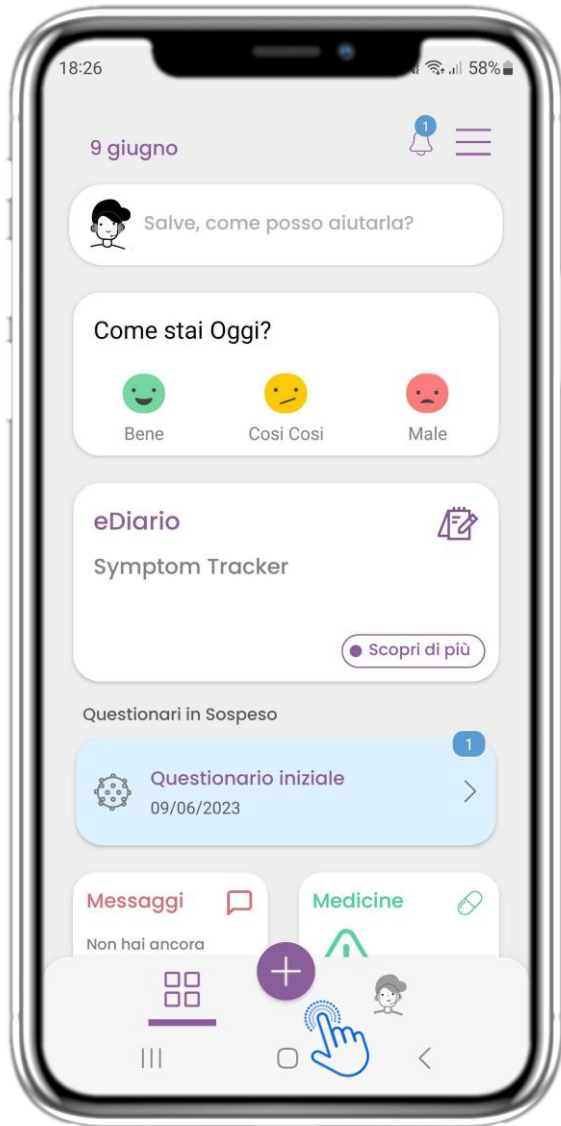 18:26
58%
9 giugno
1
Salve, come posso aiutarla?
Come stai Oggi?
Bene
Cosi Cosi
Male
eDiario
Symptom Tracker
Scopri di più
Questionari in Sospeso
1
Questionario iniziale
09/06/2023
Messaggi
Medicine
Non hai ancora